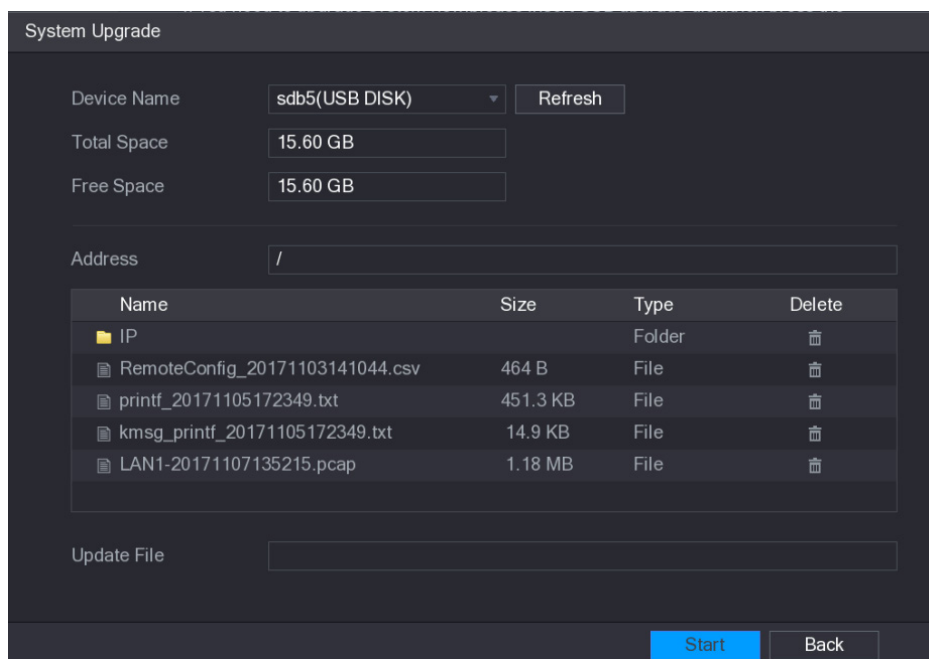 System Upgrade
Device Name sdb5(USB DISK) Refresh
Total Space 15.60 GB
Free Space 15.60 GB
Address /
Name Size Type Delete
IP Folder
RemoteConfig_20171103141044.csv 464 B File
printf_20171105172349.txt 451.3 KB File
kmsg_printf_20171105172349.txt 14.9 KB File
LAN1-20171107135215.pcap 1.18 MB File
Update File
Start Back